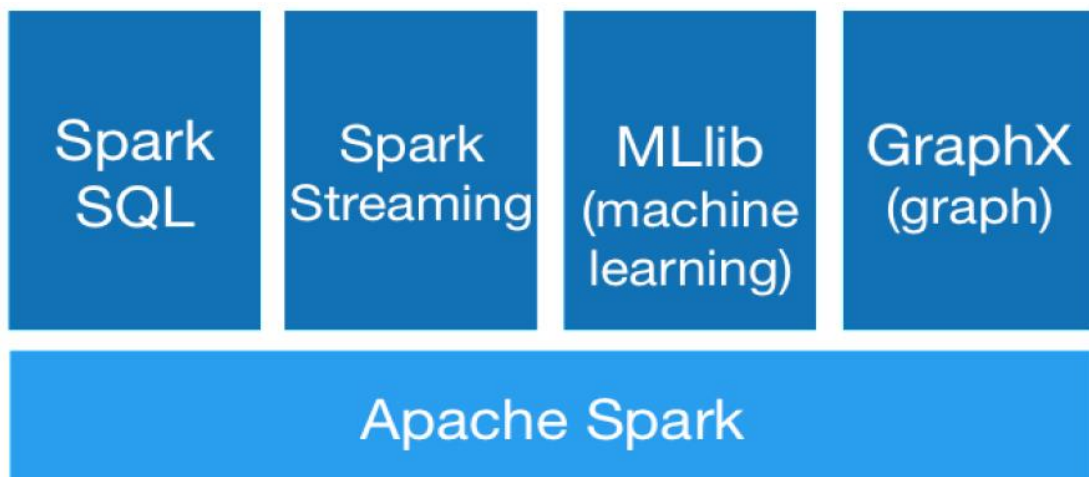 Spark
SQL
Spark
Streaming
MLlib
(machine
learning)
GraphX
(graph)
Apache Spark